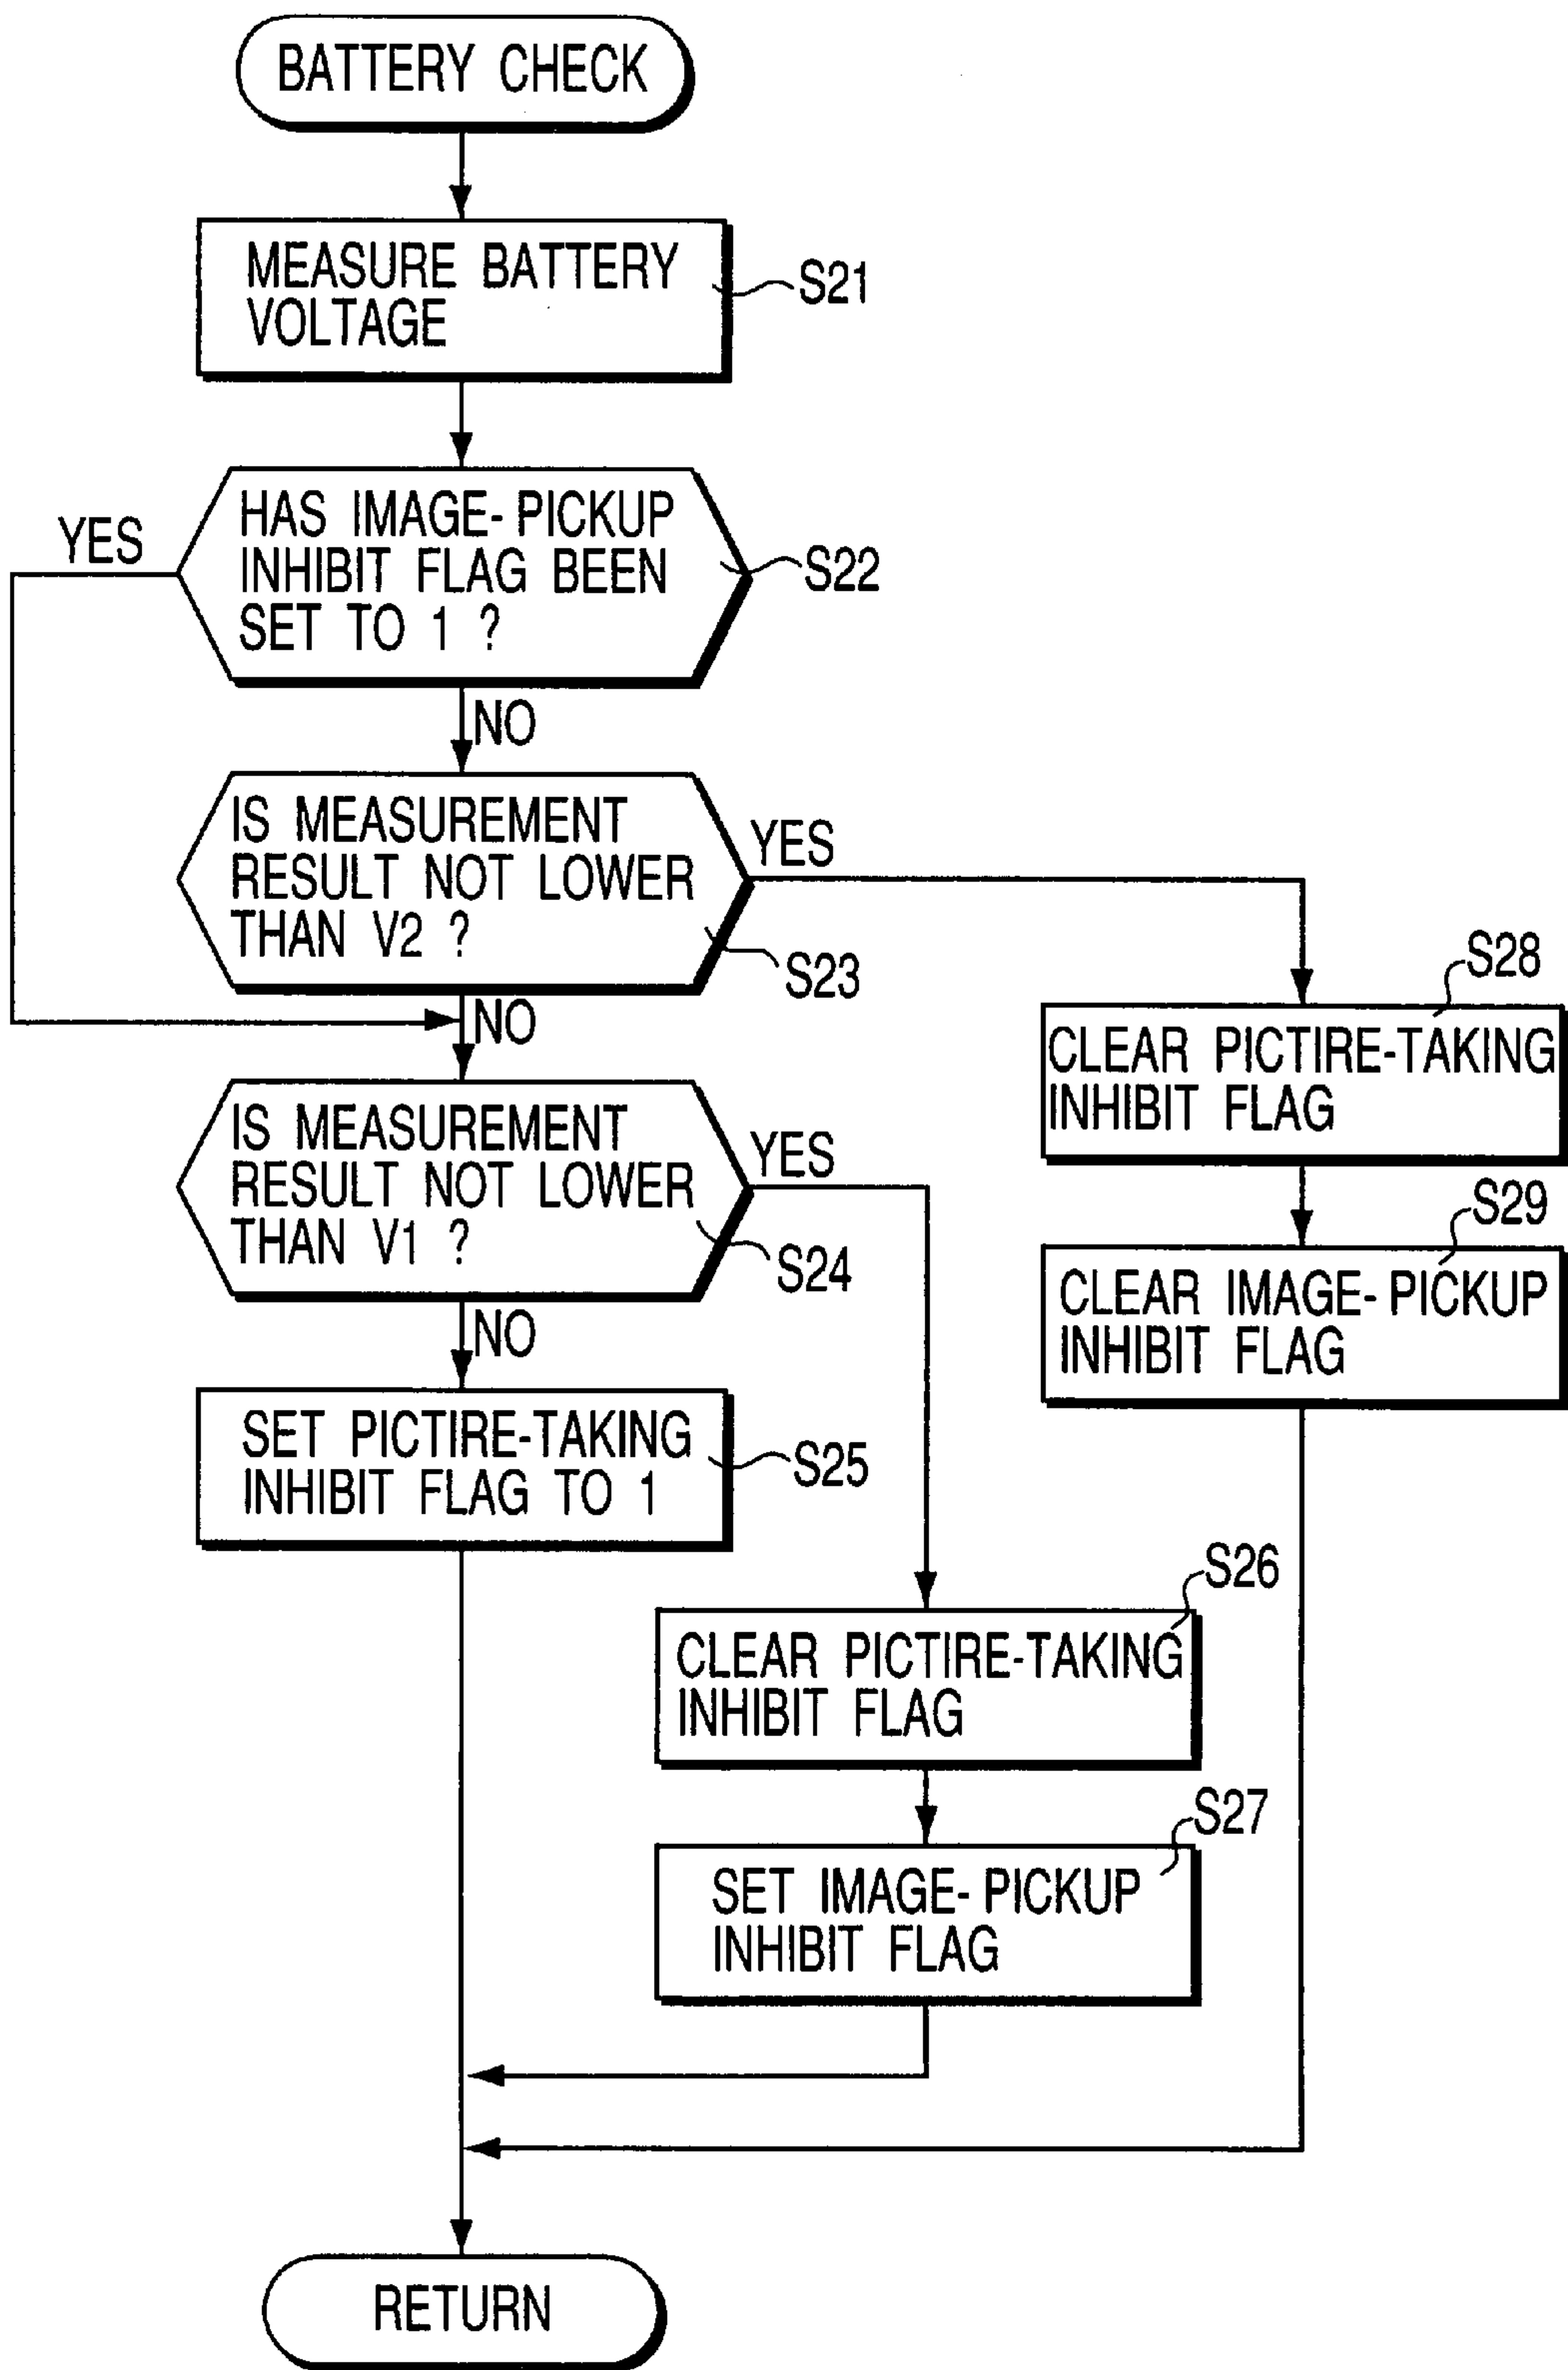 BATTERY CHECK
MEASURE BATTERY
VOLTAGE
S21
HAS IMAGE-PICKUP
INHIBIT FLAG BEEN
SET TO 1 ?
S22
YES
NO
IS MEASUREMENT
RESULT NOT LOWER
THAN V2 ?
S23
YES
NO
IS MEASUREMENT
RESULT NOT LOWER
THAN V1 ?
S24
YES
NO
SET PICTIRE-TAKING
INHIBIT FLAG TO 1
S25
S26
CLEAR PICTIRE-TAKING
INHIBIT FLAG
S27
SET IMAGE-PICKUP
INHIBIT FLAG
S28
CLEAR PICTIRE-TAKING
INHIBIT FLAG
S29
CLEAR IMAGE-PICKUP
INHIBIT FLAG
RETURN